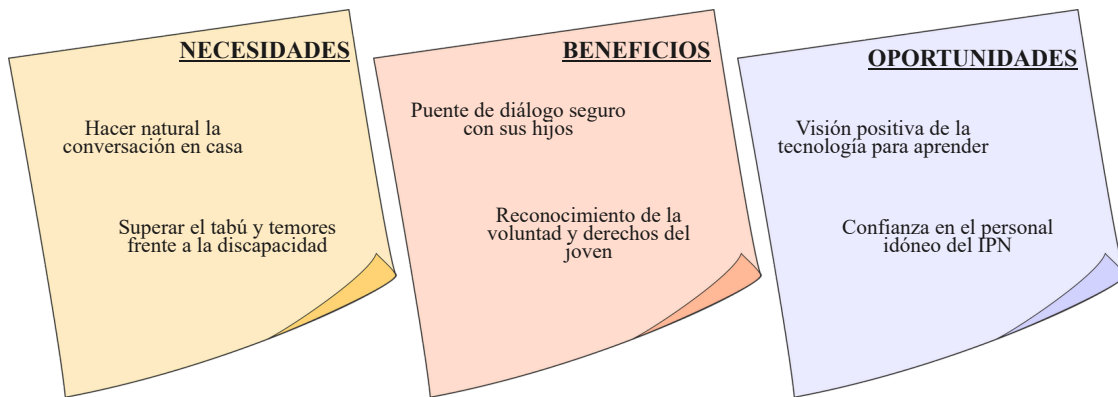 NECESIDADES
Hacer natural la
conversación en casa
Superar el tabú y temores
frente a la discapacidad
BENEFICIOS
Puente de diálogo seguro
con sus hijos
Reconocimiento de la
voluntad y derechos del
joven
OPORTUNIDADES
Visión positiva de la
tecnología para aprender
Confianza en el personal
idóneo del IPN